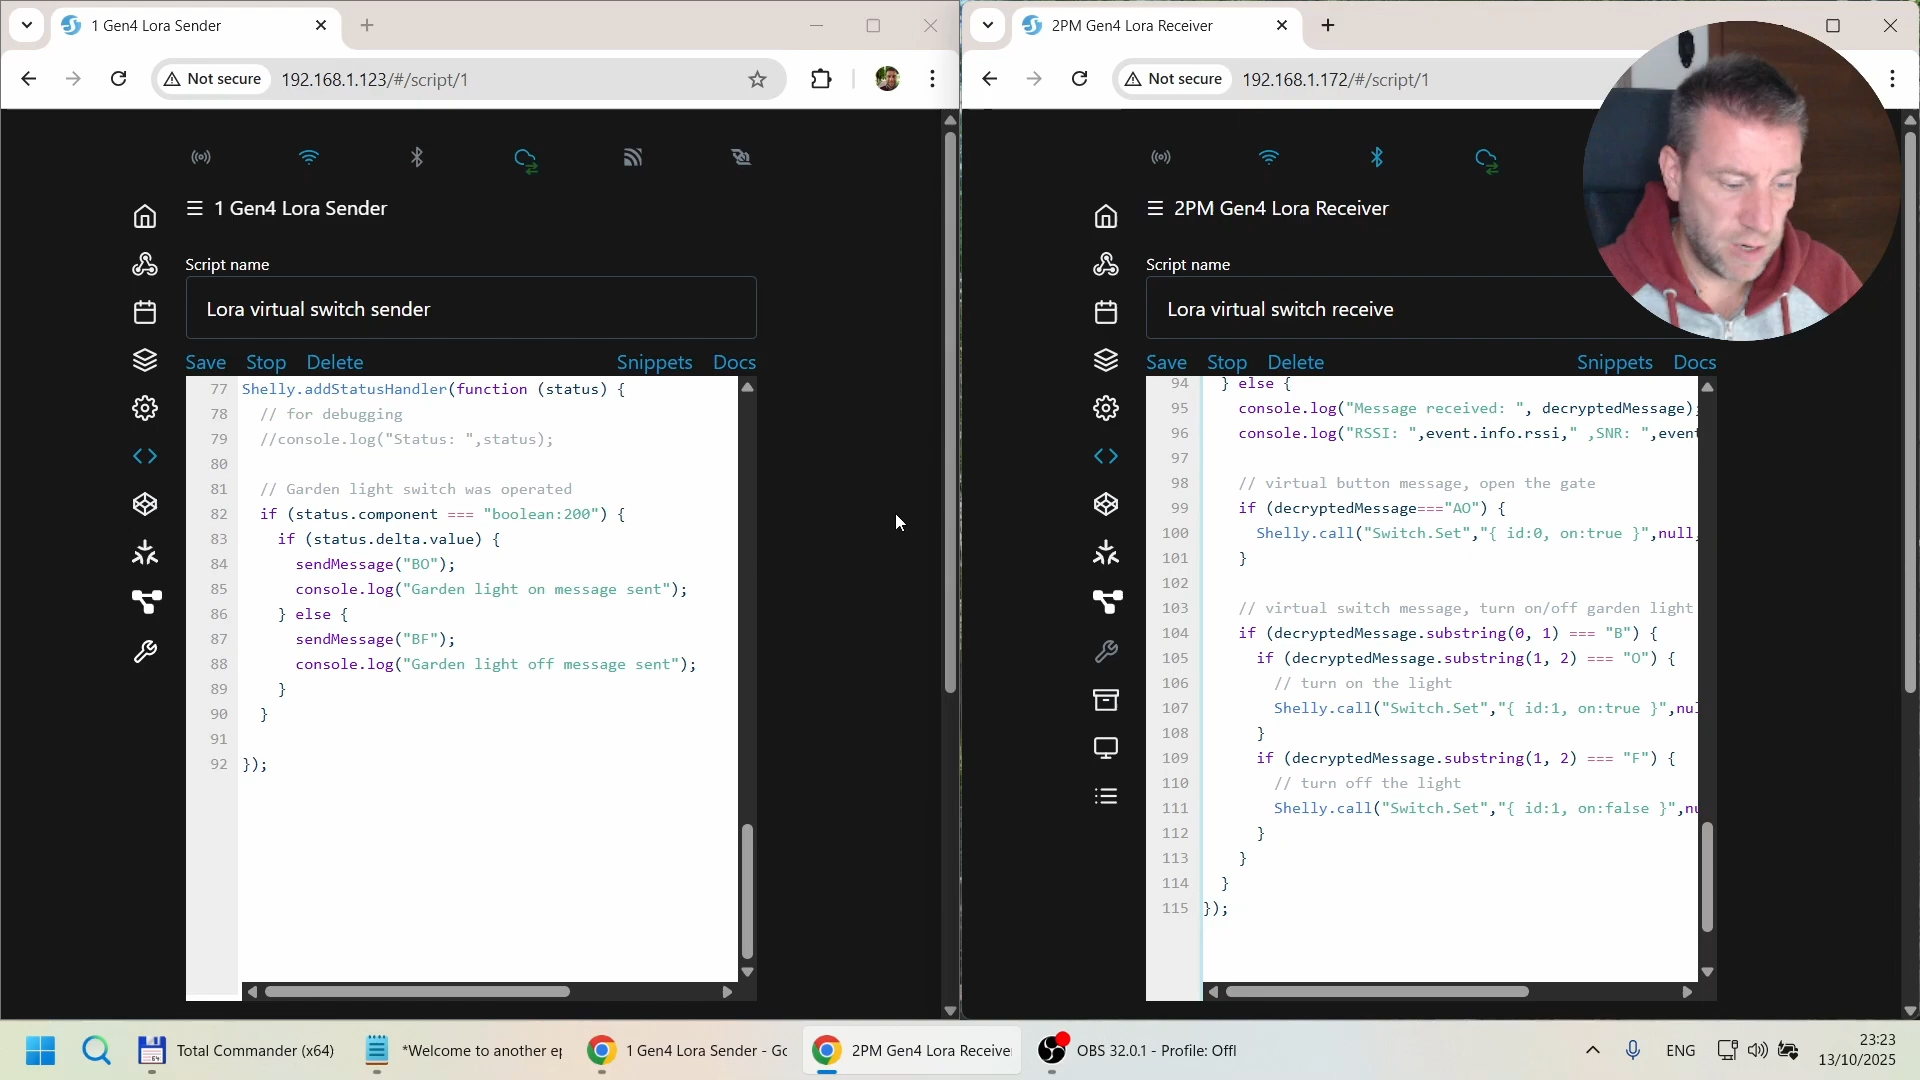 1 Gen4 Lora Sender
Not secure
192.168.1.123/#/script/1
1 Gen4 Lora Sender
Script name
Lora virtual switch sender
Save Stop Delete Snippets Docs
77 Shelly.addStatusHandler(function (status) {
78 // for debugging
79 //console.log("Status: ",status);
80
81 // Garden light switch was operated
82 if (status.component === "boolean:200") {
83 if (status.delta.value) {
84 sendMessage("BO");
85 console.log("Garden light on message sent");
86 } else {
87 sendMessage("BF");
88 console.log("Garden light off message sent");
89 }
90 }
91
92 });
2PM Gen4 Lora Receiver
Not secure
192.168.1.172/#/script/1
2PM Gen4 Lora Receiver
Script name
Lora virtual switch receive
Save Stop Delete Snippets Docs
94 } else {
95 console.log("Message received: ", decryptedMessage);
96 console.log("RSSI: ",event.info.rssi," ,SNR: ",event
97
98 // virtual button message, open the gate
99 if (decryptedMessage==="AO") {
100 Shelly.call("Switch.Set","{ id:0, on:true }",null,
101 }
102
103 // virtual switch message, turn on/off garden light
104 if (decryptedMessage.substring(0, 1) === "B") {
105 if (decryptedMessage.substring(1, 2) === "O") {
106 // turn on the light
107 Shelly.call("Switch.Set","{ id:1, on:true }",nul
108 }
109 if (decryptedMessage.substring(1, 2) === "F") {
110 // turn off the light
111 Shelly.call("Switch.Set","{ id:1, on:false }",nu
112 }
113 }
114 }
115 });
Total Commander (x64)
*Welcome to another ep
1 Gen4 Lora Sender - Go
2PM Gen4 Lora Receive
OBS 32.0.1 - Profile: Offl
ENG
23:23
13/10/2025